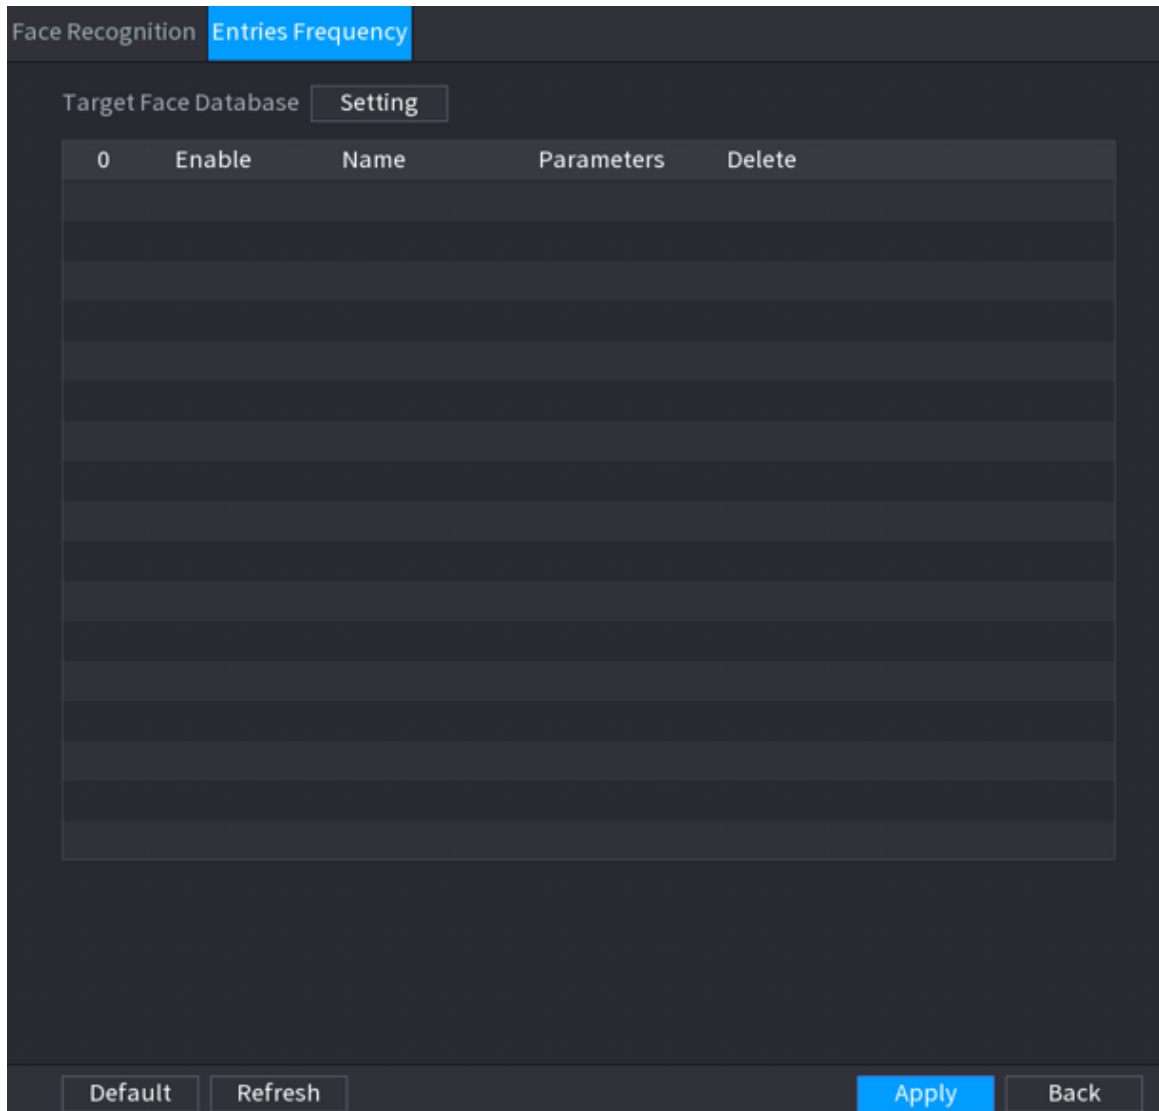 Face Recognition Entries Frequency
Target Face Database Setting
0 Enable Name Parameters Delete
Default Refresh Apply Back